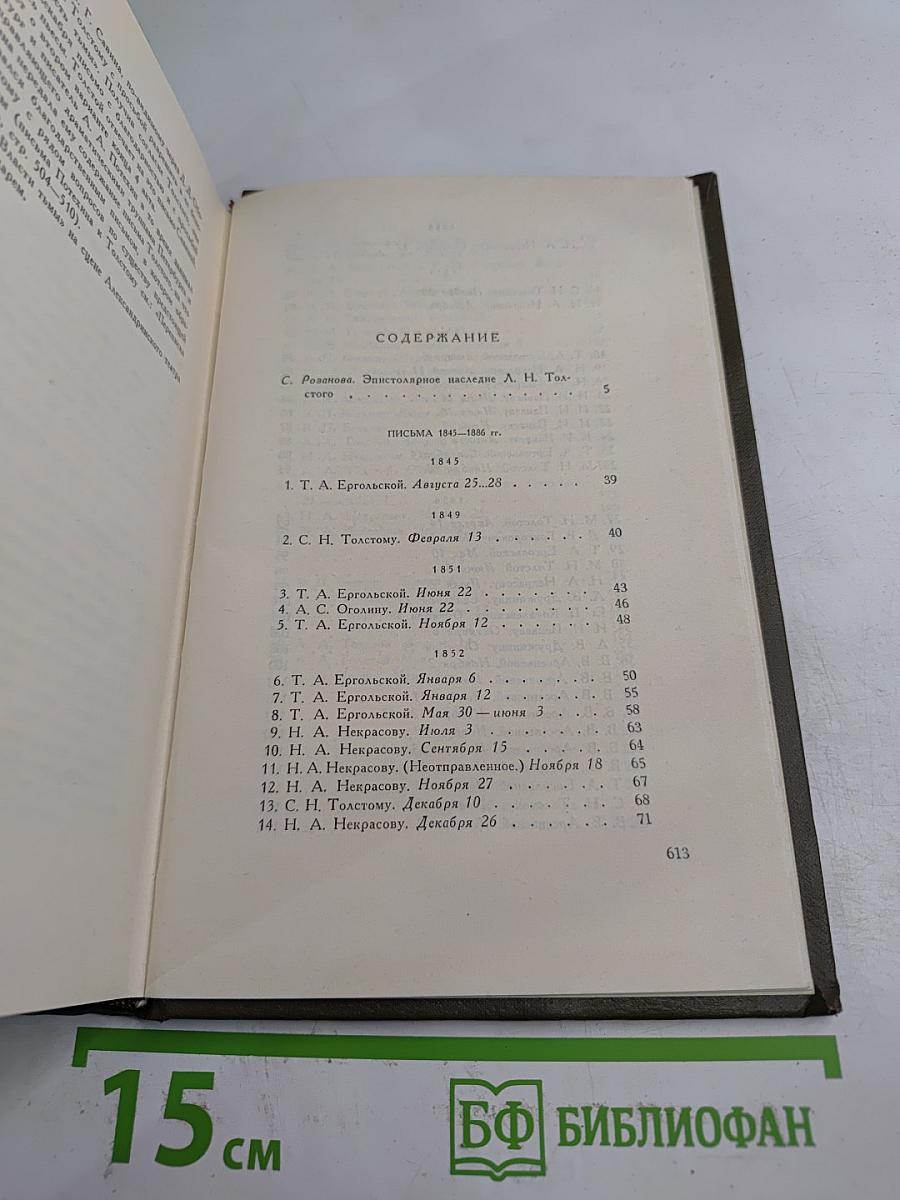 СОДЕРЖАНИЕ
С. Розанова. Эпистолярное наследие Л. Н. Тол-
стого . . . . . . . . . . . . . . 5
ПИСЬМА 1845—1886 гг.
1845
1. Т. А. Ергольской. Августа 25...28 . . . . . 39
1849
2. С. Н. Толстому. Февраля 13 . . . . . . 40
1851
3. Т. А. Ергольской. Июня 22 . . . . . . . 43
4. А. С. Оголину. Июня 22 . . . . . . . . 46
5. Т. А. Ергольской. Ноября 12 . . . . . . 48
1852
6. Т. А. Ергольской. Января 6 . . . . . . 50
7. Т. А. Ергольской. Января 12 . . . . . . 55
8. Т. А. Ергольской. Мая 30 — июня 3 . . . 58
9. Н. А. Некрасову. Июля 3 . . . . . . . 63
10. Н. А. Некрасову. Сентября 15 . . . . . 64
11. Н. А. Некрасову. (Неотправленное.) Ноября 18 65
12. Н. А. Некрасову. Ноября 27 . . . . . . 67
13. С. Н. Толстому. Декабря 10 . . . . . . 68
14. Н. А. Некрасову. Декабря 26 . . . . . . 71
613
15 см
БФ БИБЛИОФАН